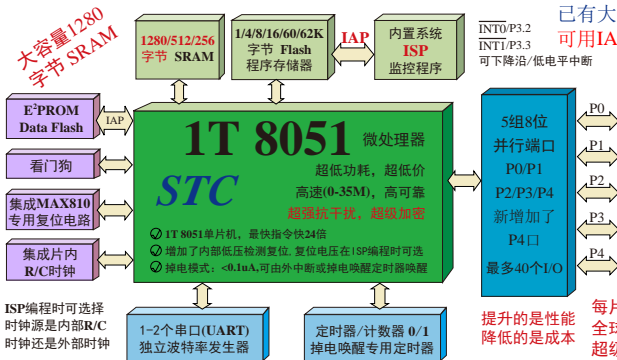 大容量1280
字节 SRAM
1280/512/256
字节 SRAM
1/4/8/16/60/62K
字节 Flash
程序存储器
IAP
内置系统
ISP
监控程序
INT0/P3.2
INT1/P3.3
可下降沿/低电平中断
已有大
可用IA
E²PROM
Data Flash
IAP
看门狗
集成MAX810
专用复位电路
集成片内
R/C时钟
1T 8051 微处理器
STC
超低功耗，超低价
高速(0-35M)，高可靠
超强抗干扰，超级加密
1T 8051单片机，最快指令快24倍
增加了内部低压检测复位,复位电压在ISP编程时可选
掉电模式：<0.1uA,可由外中断或掉电唤醒定时器唤醒
5组8位
并行端口
P0/P1
P2/P3/P4
新增加了
P4口
最多40个I/O
P0
P1
P2
P3
P4
ISP编程时可选择
时钟源是内部R/C
时钟还是外部时钟
1-2个串口(UART)
独立波特率发生器
定时器/计数器 0/1
掉电唤醒专用定时器
提升的是性能
降低的是成本
每片
全球
超级